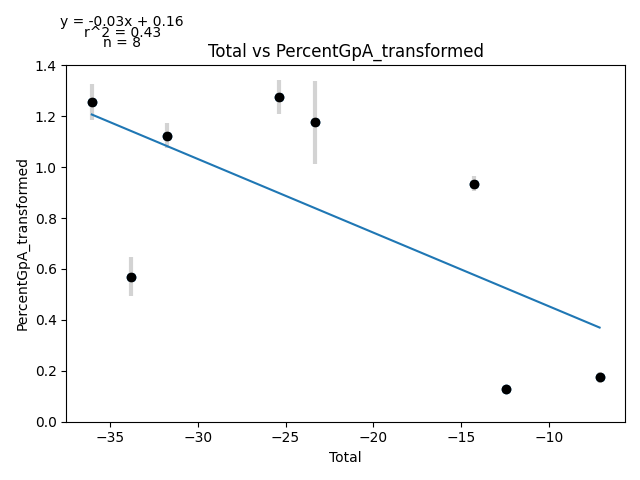 y = -0.03x + 0.16
r^2 = 0.43
n = 8
Total vs PercentGpA_transformed
1.4
1.2
1.0
0.8
0.6
0.4
0.2
0.0
PercentGpA_transformed
−35
−30
−25
−20
−15
−10
Total